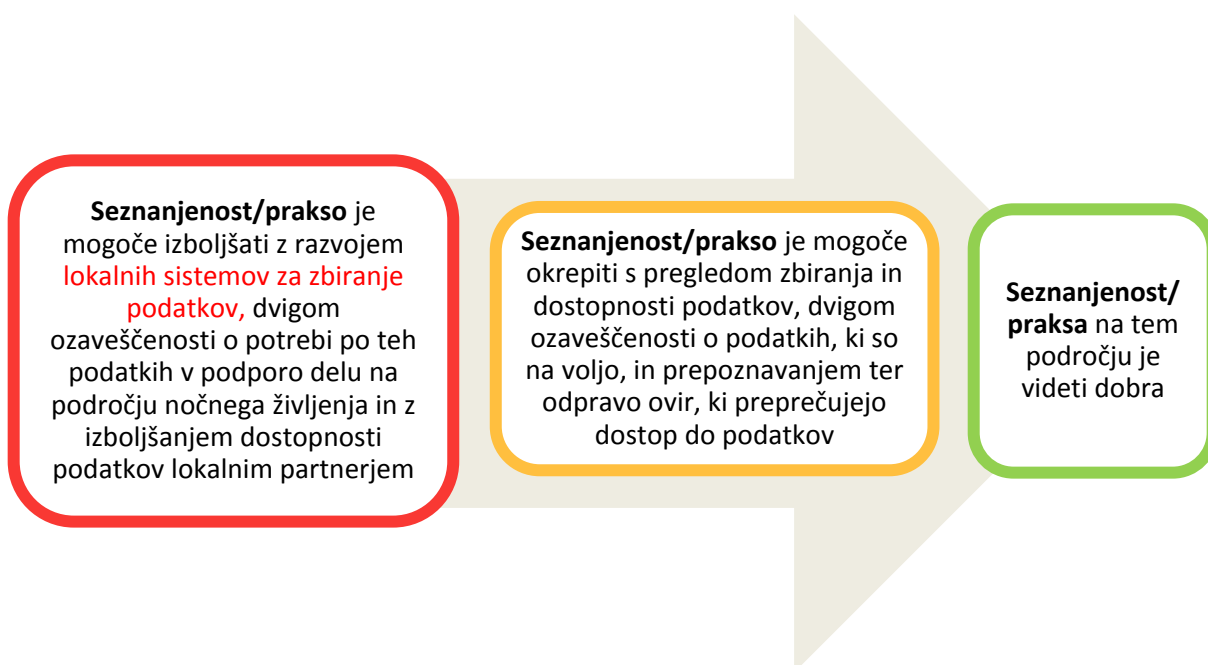 Seznanjenost/prakso je
mogoče izboljšati z razvojem
lokalnih sistemov za zbiranje
podatkov, dvigom
ozaveščenosti o potrebi po teh
podatkih v podporo delu na
področju nočnega življenja in z
izboljšanjem dostopnosti
podatkov lokalnim partnerjem
Seznanjenost/prakso je mogoče
okrepiti s pregledom zbiranja in
dostopnosti podatkov, dvigom
ozaveščenosti o podatkih, ki so
na voljo, in prepoznavanjem ter
odpravo ovir, ki preprečujejo
dostop do podatkov
Seznanjenost/
praksa na tem
področju je
videti dobra